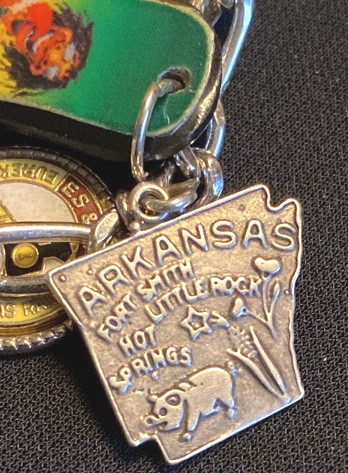 ARKANSAS
FORT SMITH
LITTLE ROCK
HOT
SPRINGS